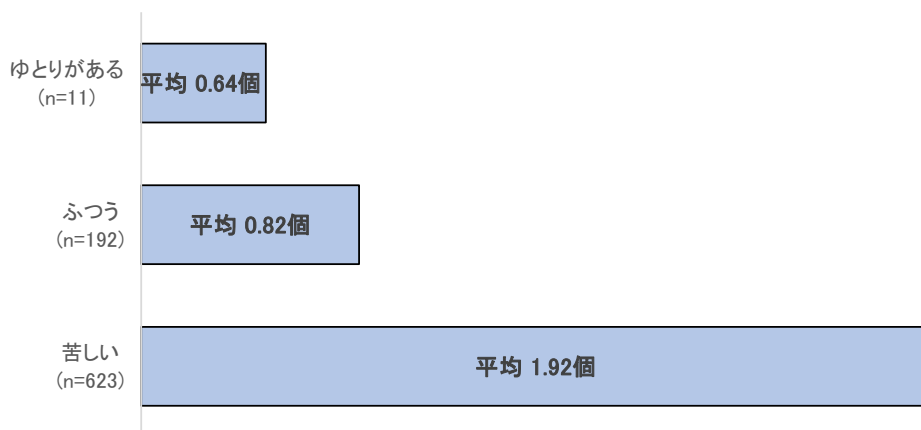 ゆとりがある
(n=11)
平均 0.64個
ふつう
(n=192)
平均 0.82個
苦しい
(n=623)
平均 1.92個